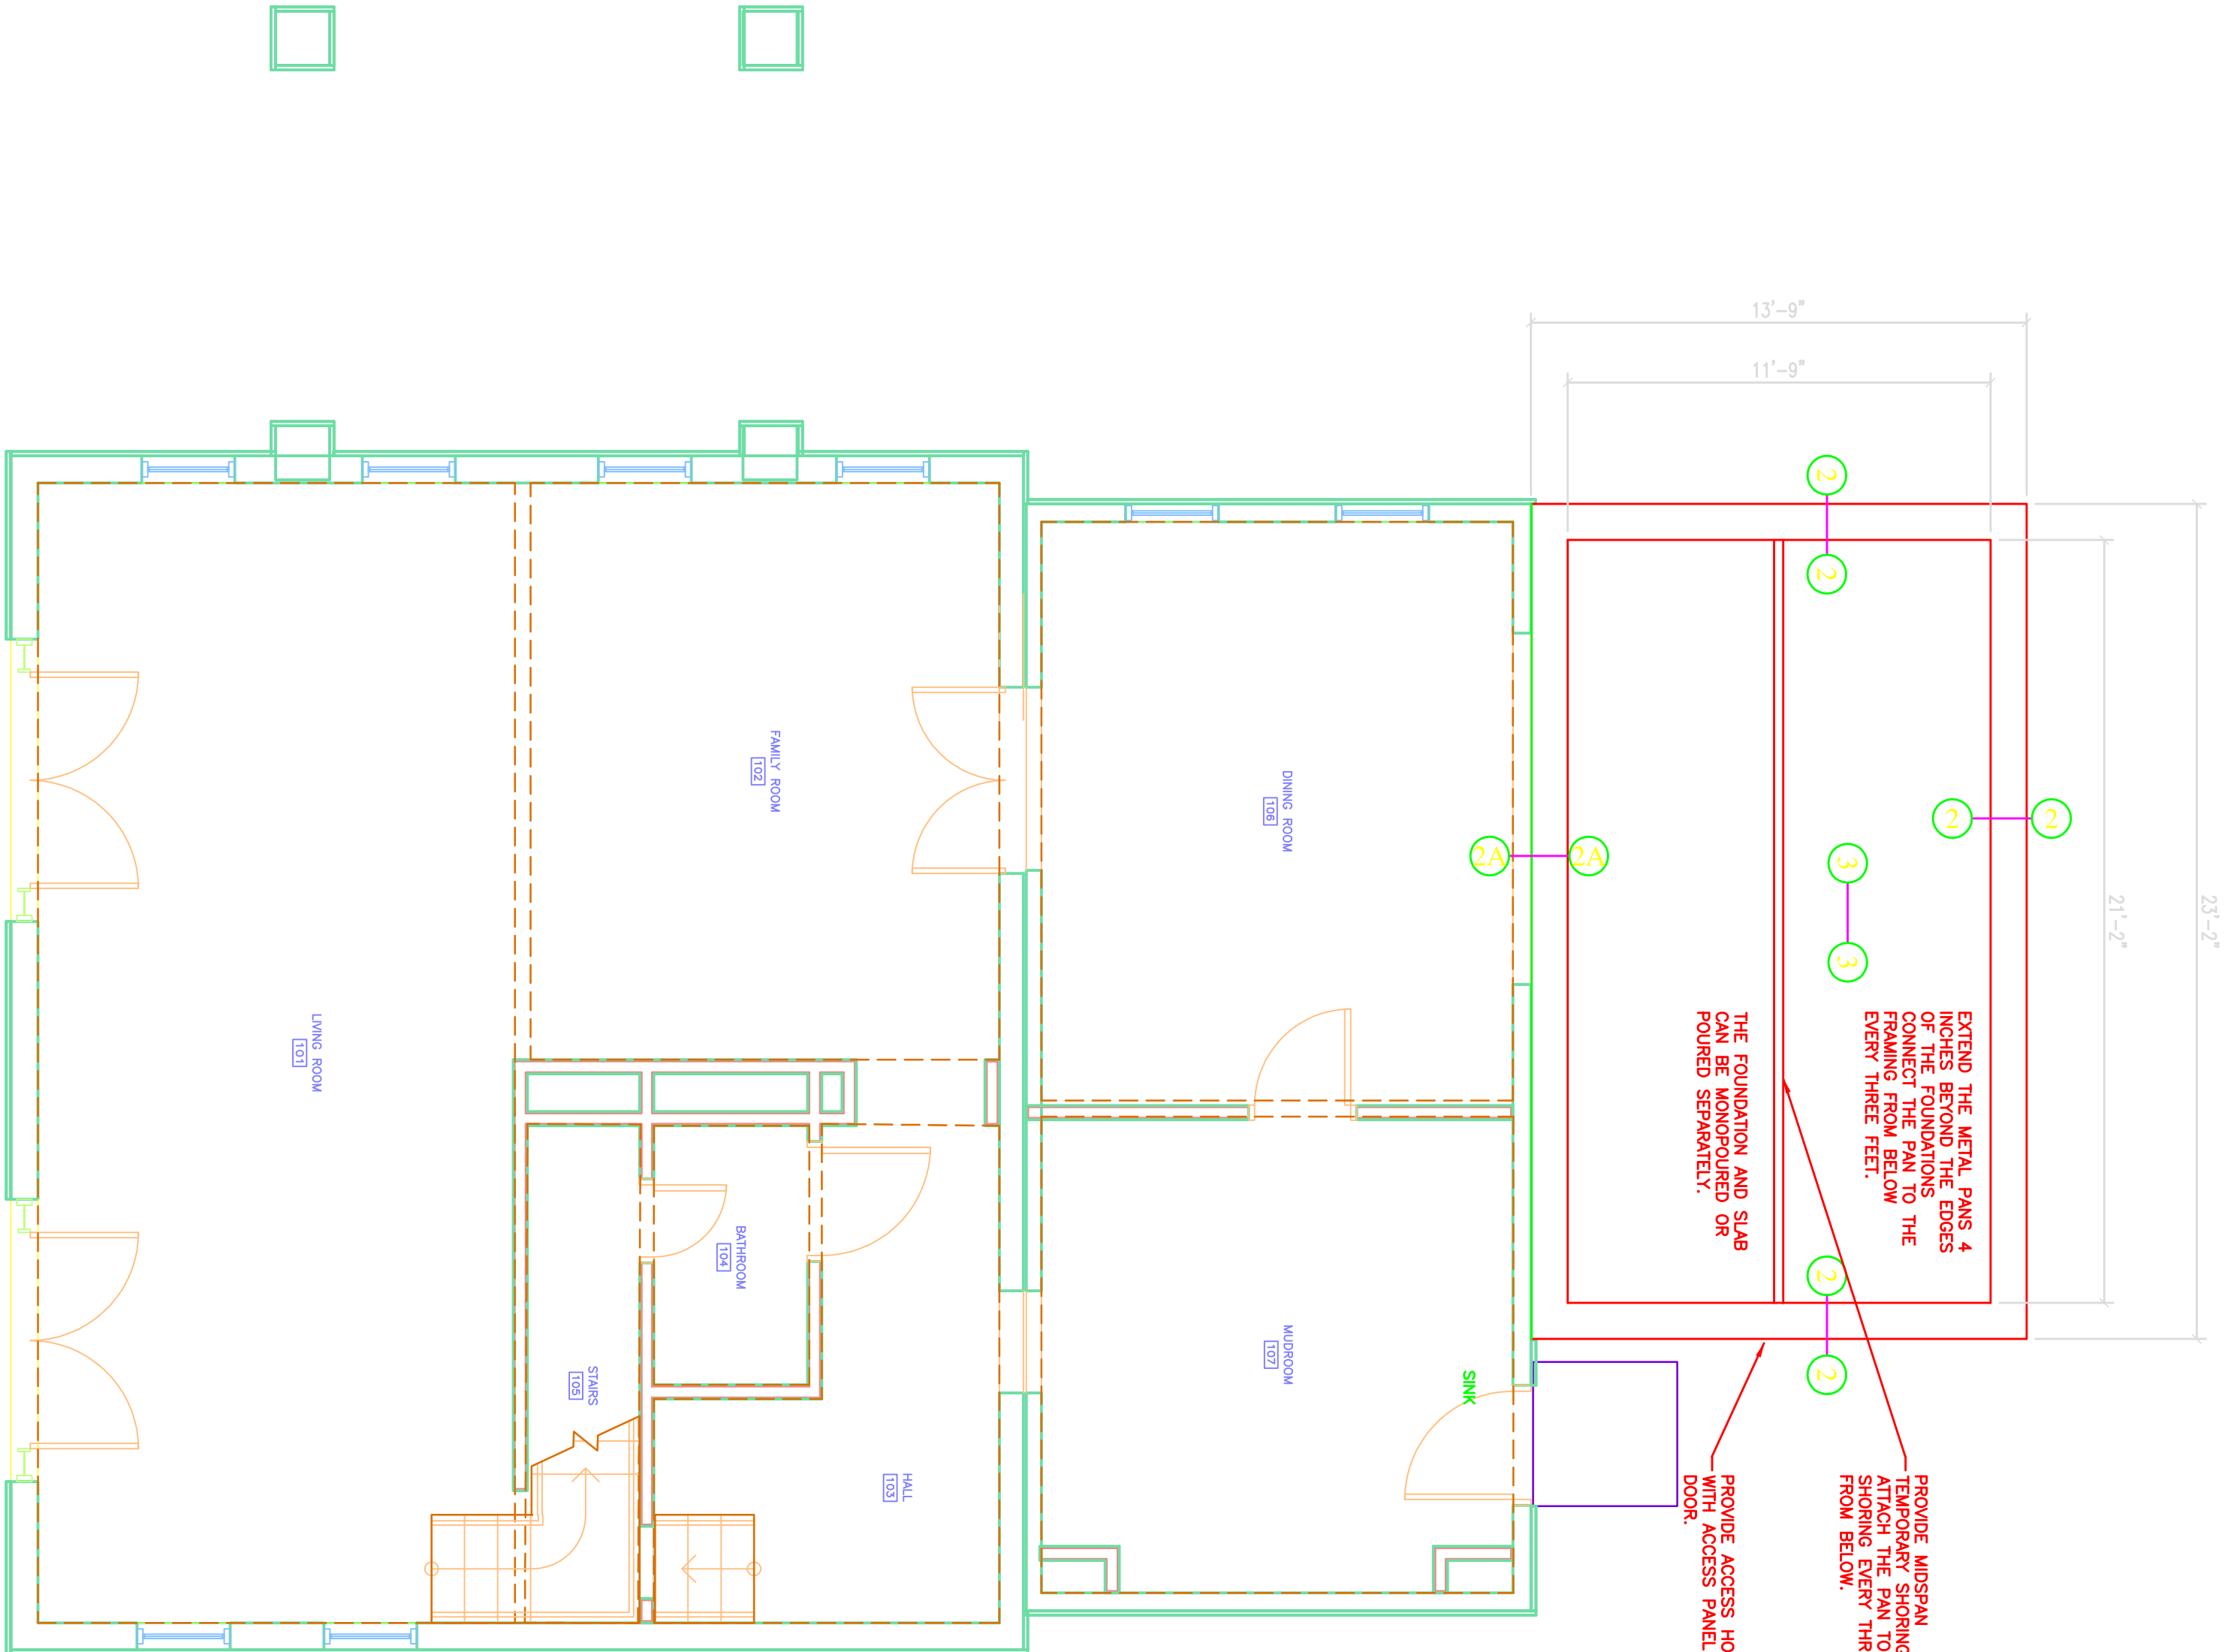 13'-9"
11'-9"
23'-2"
21'-2"
2
2
2
2
2A
2A
3
3
2
2
EXTEND THE METAL PANS 4
INCHES BEYOND THE EDGES
OF THE FOUNDATIONS
CONNECT THE PAN TO THE
FRAMING FROM BELOW
EVERY THREE FEET.
THE FOUNDATION AND SLAB
CAN BE MONOPOURED OR
POURED SEPARATELY.
PROVIDE MIDSPAN
TEMPORARY SHORING
ATTACH THE PAN TO
SHORING EVERY THR
FROM BELOW.
PROVIDE ACCESS HO
WITH ACCESS PANEL
DOOR.
DINING ROOM
106
FAMILY ROOM
102
LIVING ROOM
101
BATHROOM
104
MUDROOM
107
SINK
STAIRS
105
HALL
103